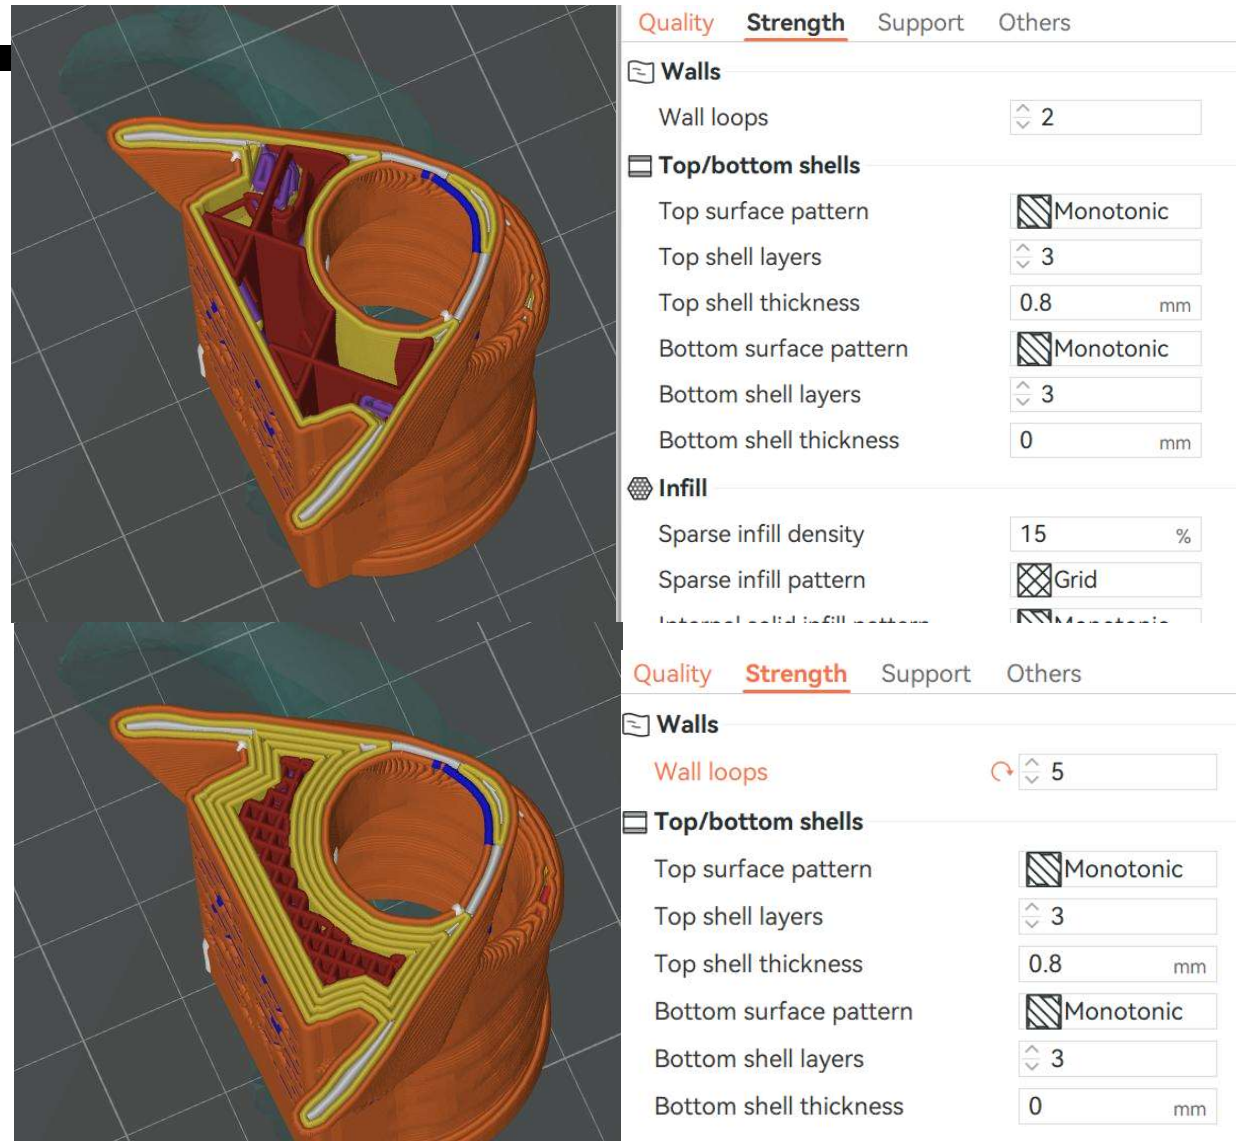 Quality Strength Support Others
Walls
Wall loops 2
Top/bottom shells
Top surface pattern Monotonic
Top shell layers 3
Top shell thickness 0.8 mm
Bottom surface pattern Monotonic
Bottom shell layers 3
Bottom shell thickness 0 mm
Infill
Sparse infill density 15 %
Sparse infill pattern Grid
Quality Strength Support Others
Walls
Wall loops 5
Top/bottom shells
Top surface pattern Monotonic
Top shell layers 3
Top shell thickness 0.8 mm
Bottom surface pattern Monotonic
Bottom shell layers 3
Bottom shell thickness 0 mm